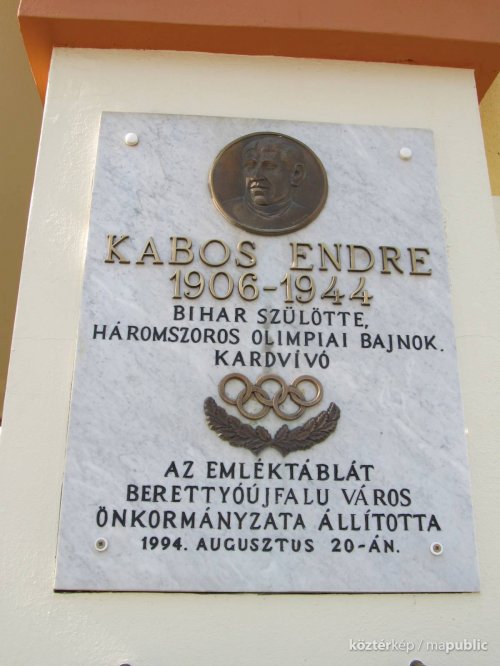 KABOS ENDRE
1906-1944
BIHAR SZÜLÖTTE,
HÁROMSZOROS OLIMPIAI BAJNOK.
KARDVÍVÓ
AZ EMLÉKTÁBLÁT
BERETTYÓÚJFALU VÁROS
ÖNKORMÁNYZATA ÁLLÍTOTTA
1994. AUGUSZTUS 20-ÁN.
köztérkép / mapublic